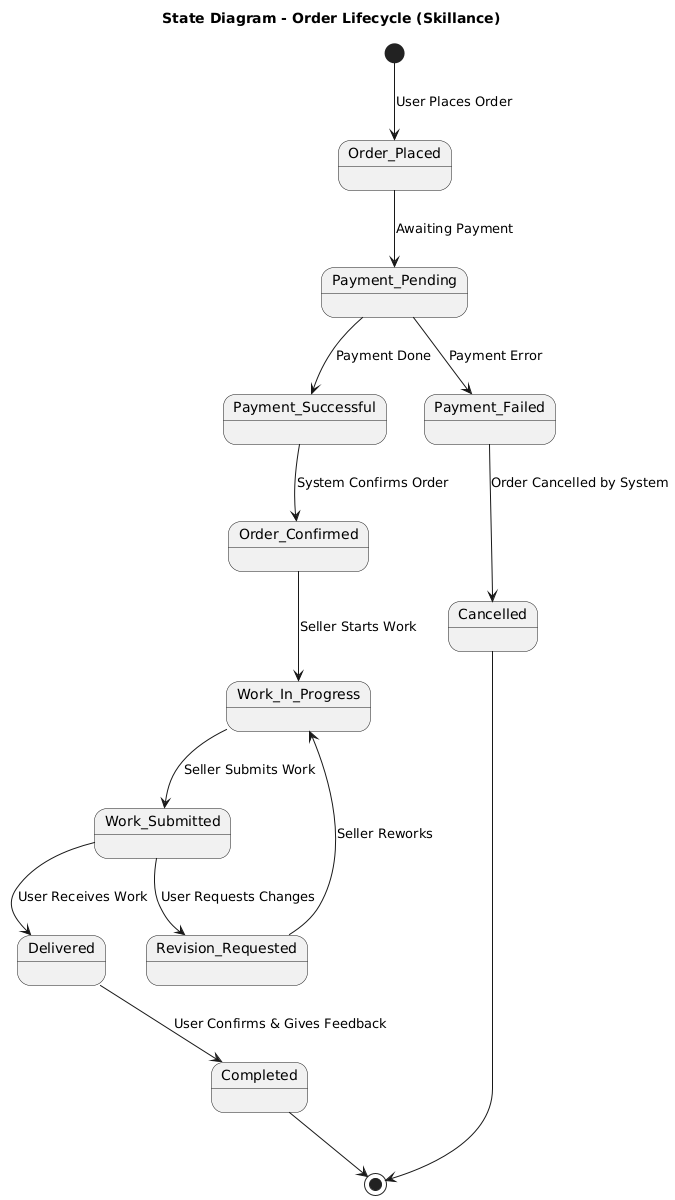 State Diagram - Order Lifecycle (Skillance)
User Places Order
Order_Placed
Awaiting Payment
Payment_Pending
Payment Done
Payment Error
Payment_Successful
Payment_Failed
System Confirms Order
Order Cancelled by System
Order_Confirmed
Cancelled
Seller Starts Work
Work_In_Progress
Seller Submits Work
Work_Submitted
Seller Reworks
User Receives Work
User Requests Changes
Delivered
Revision_Requested
User Confirms & Gives Feedback
Completed